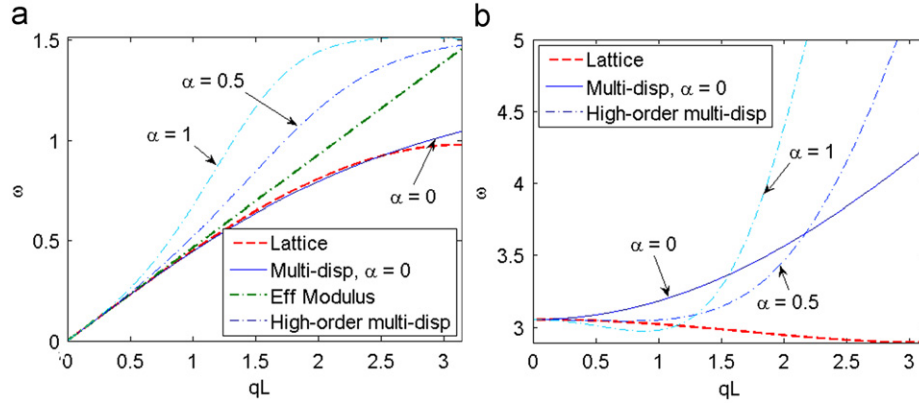 a
1.5
1
0.5
0
ω
α = 0.5
α = 1
α = 0
Lattice
Multi-disp, α = 0
Eff Modulus
High-order multi-disp
0 0.5 1 1.5 2 2.5 3
qL
b
5
4.5
4
3.5
3
ω
Lattice
Multi-disp, α = 0
High-order multi-disp
α = 1
α = 0
α = 0.5
0 0.5 1 1.5 2 2.5 3
qL